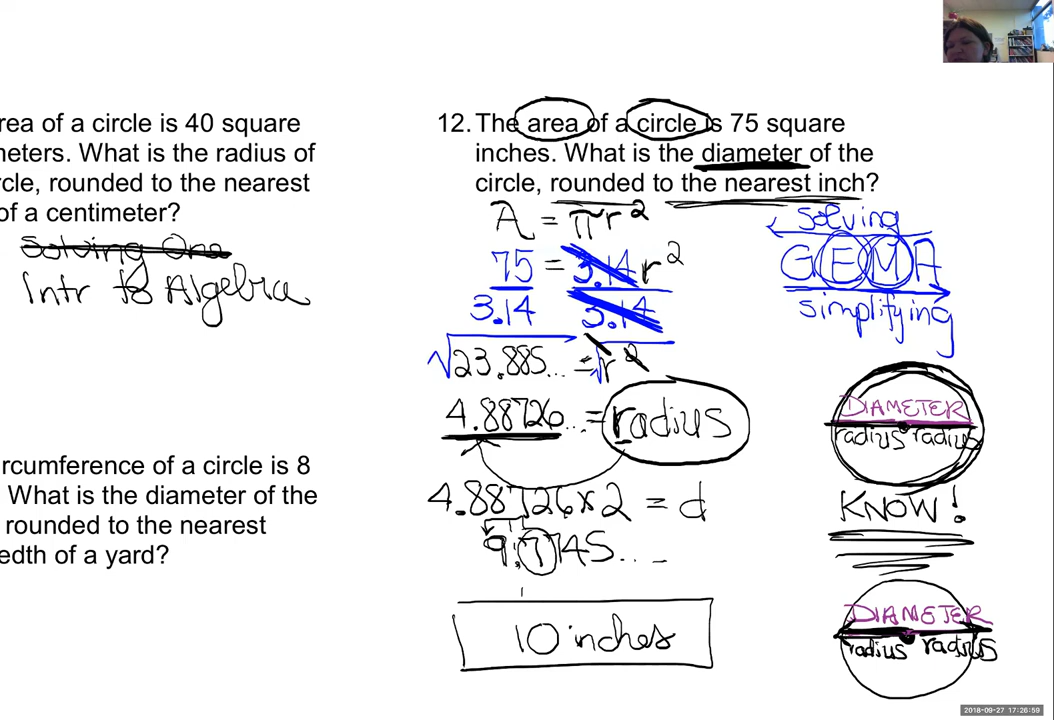 rea of a circle is 40 square
neters. What is the radius of
rcle, rounded to the nearest
of a centimeter?
Solving One
Intr to Algebra
rcumference of a circle is 8
What is the diameter of the
rounded to the nearest
edth of a yard?
12. The area of a circle is 75 square
inches. What is the diameter of the
circle, rounded to the nearest inch?
A = πr²
75 = 3.14 r²
3.14 3.14
√23.885... = √r²
4.88726... = radius
4.88726 x 2 = d
9.7745....
10 inches
solving
GEMA
simplifying
DIAMETER
radius radius
KNOW!
DIAMETER
radius radius
2018-09-27 17:26:59